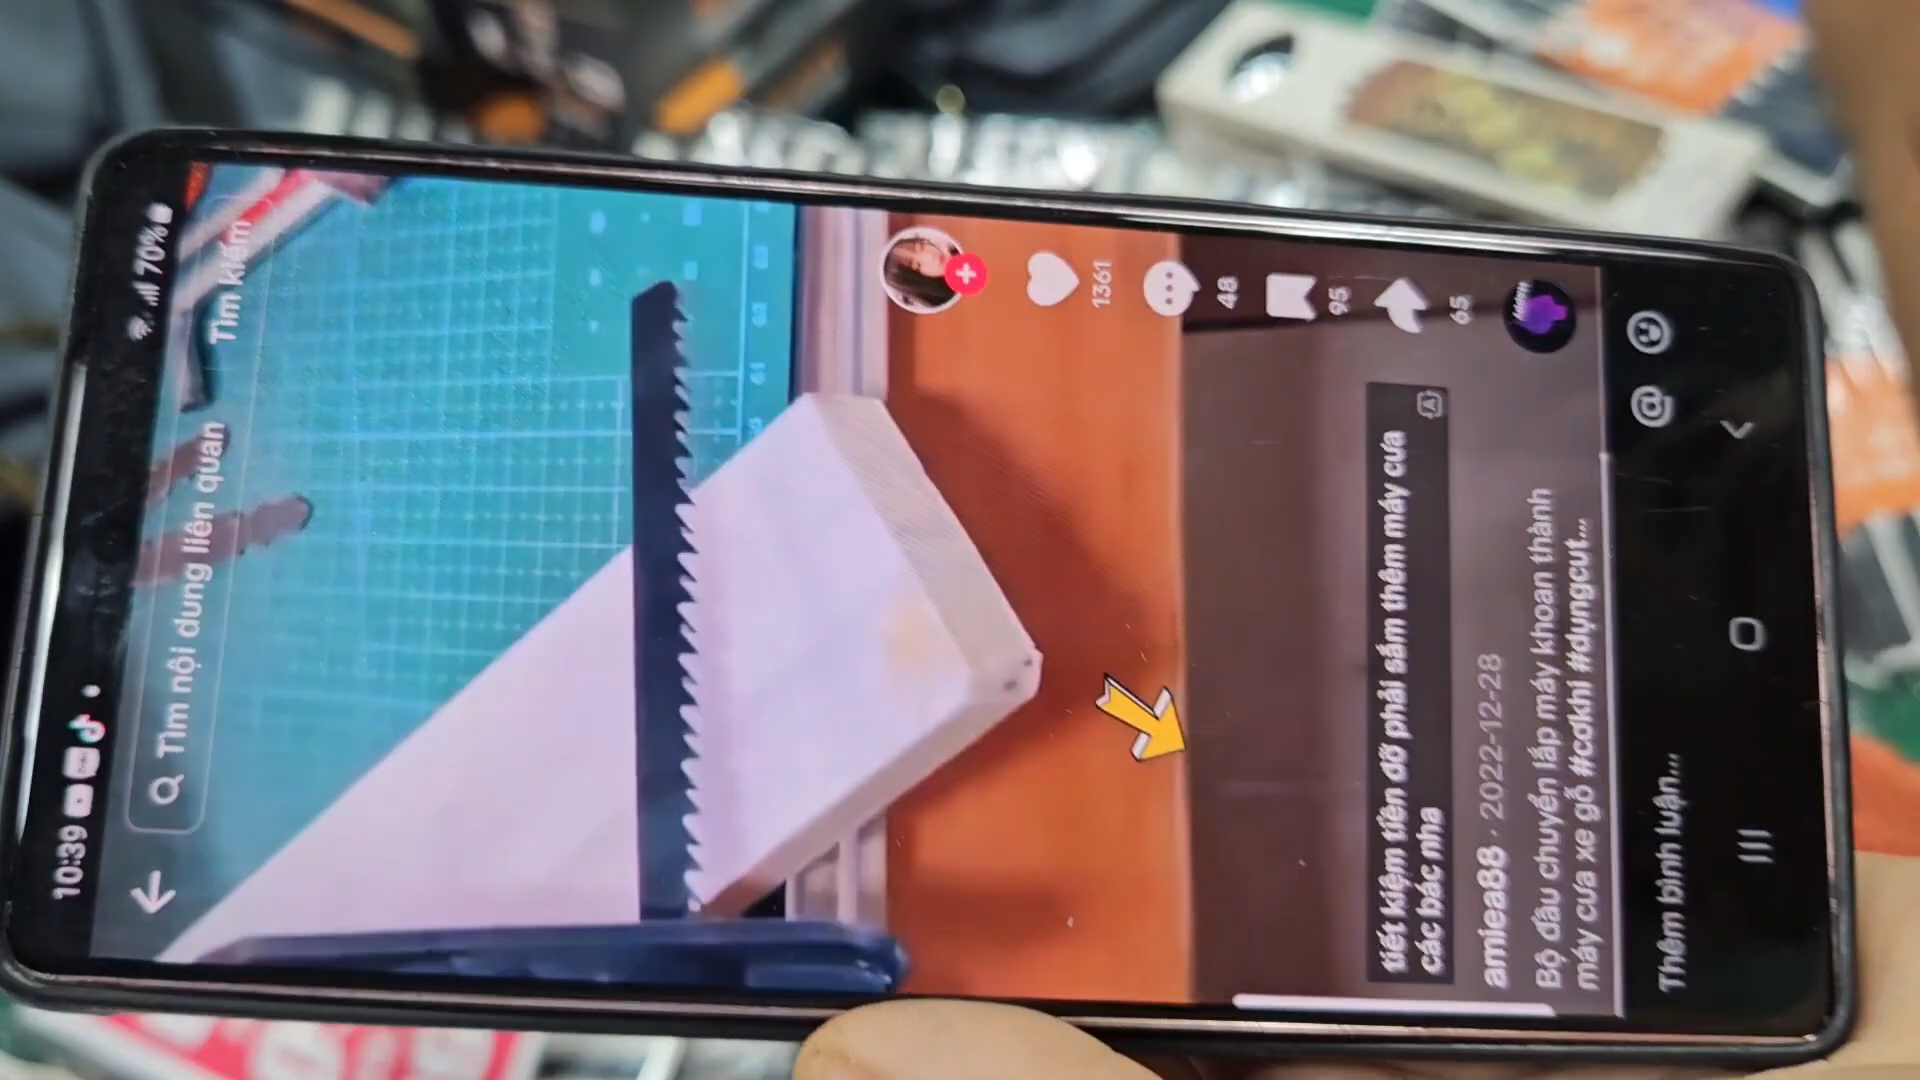 10:39
70%
Tìm nội dung liên quan
Tìm kiếm
1361
48
95
65
tiết kiệm tiền đỡ phải sắm thêm máy cưa
các bác nha
amiea88 · 2022-12-28
Bộ đầu chuyển lắp máy khoan thành
máy cưa xe gỗ #cdkhi #dụngcut...
Thêm bình luận...